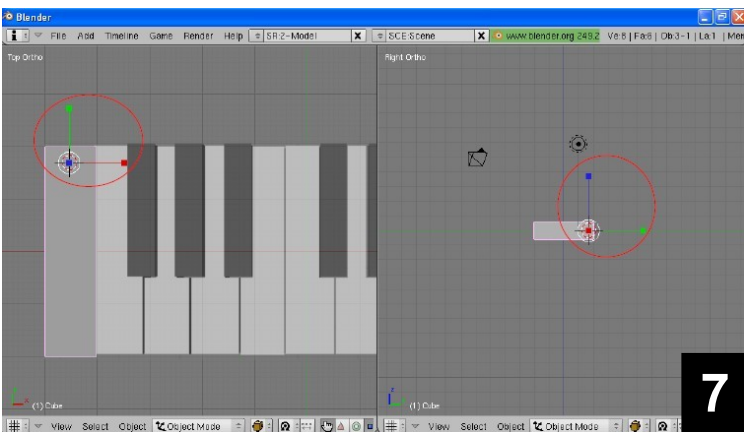 Blender
File Add Timeline Game Render Help SR:2-Model X SCE:Scene X www.blender.org 249.2 Ve:8 | Fa:6 | Ob:3-1 | La:1 | Mem
Top Ortho
Right Ortho
(1) Cube
(1) Cube
7
View Select Object Object Mode
View Select Object Object Mode